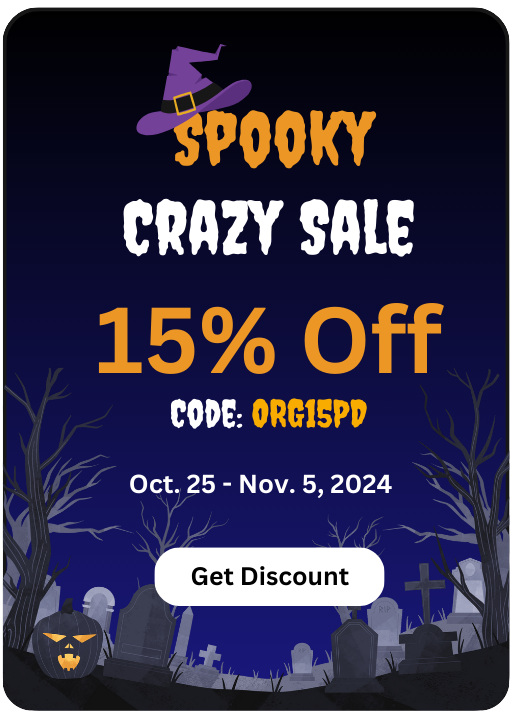 SPOOKY
CRAZY SALE
15% Off
CODE: ORG15PD
Oct. 25 - Nov. 5, 2024
Get Discount